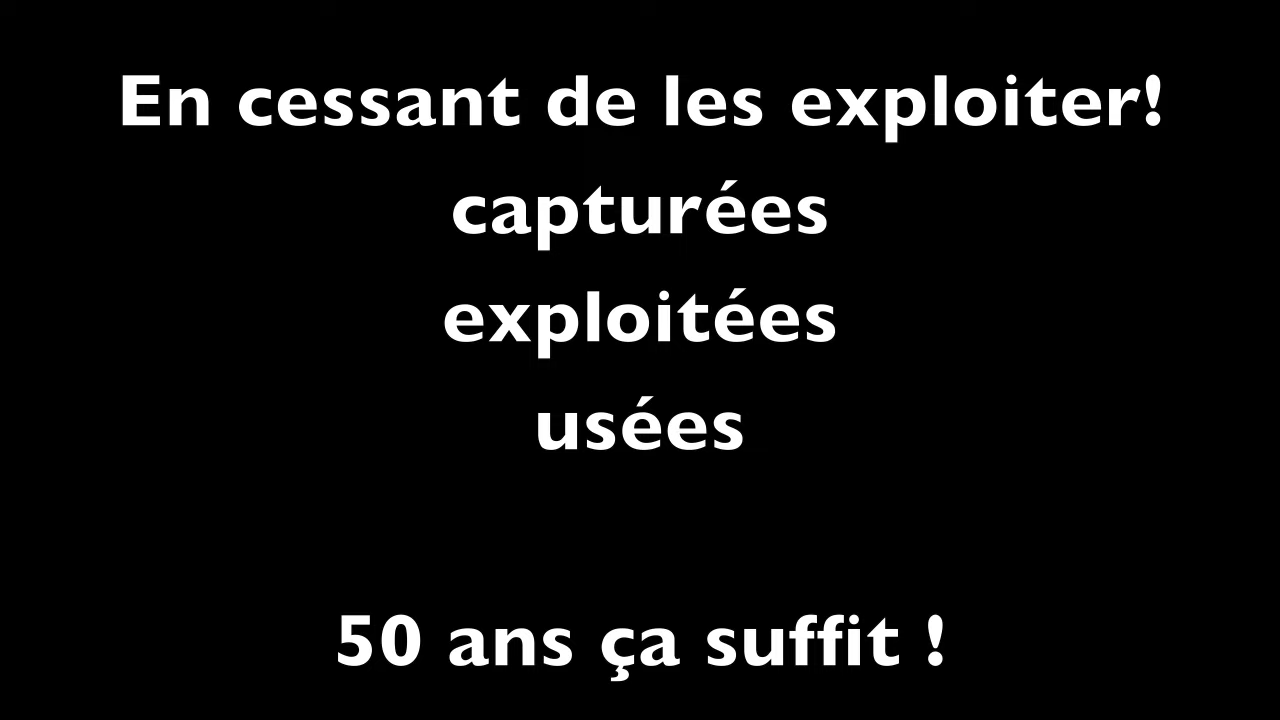 En cessant de les exploiter!
capturées
exploitées
usées
50 ans ça suffit !